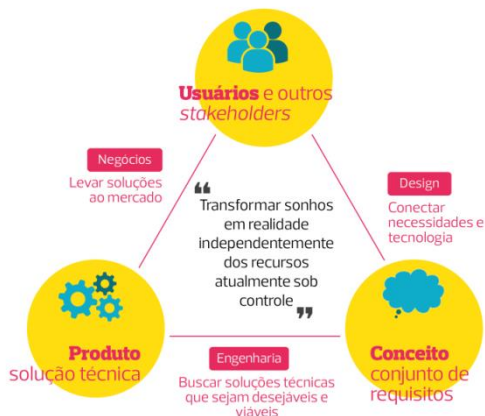 Usuários e outros
stakeholders
Negócios
Levar soluções
ao mercado
Design
Conectar
necessidades e
tecnologia
“
Transformar sonhos
em realidade
independentemente
dos recursos
atualmente sob
controle
”
Produto
solução técnica
Engenharia
Buscar soluções técnicas
que sejam desejáveis e
viáveis
Conceito
conjunto de
requisitos